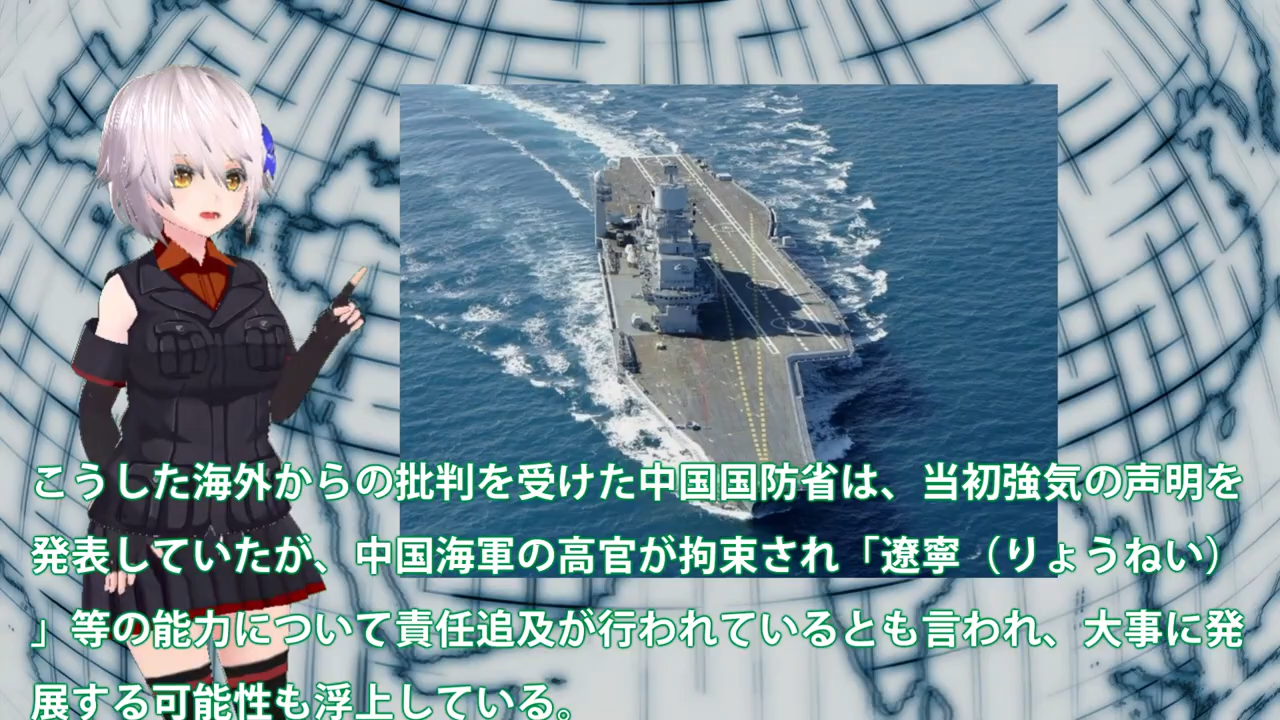 こうした海外からの批判を受けた中国国防省は、当初強気の声明を
発表していたが、中国海軍の高官が拘束され「遼寧（りょうねい）
」等の能力について責任追及が行われているとも言われ、大事に発
展する可能性も浮上している。